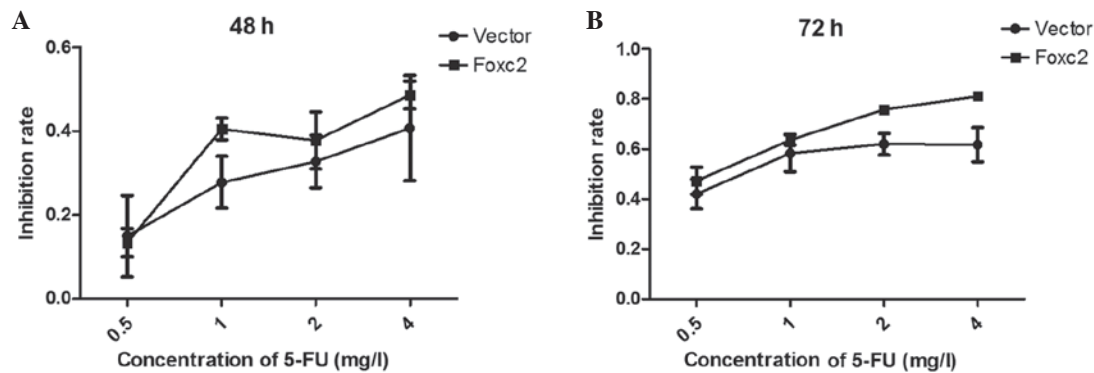 A
48 h
Vector
Foxc2
0.6
0.4
0.2
0.0
Inhibition rate
0.5
1
2
4
Concentration of 5-FU (mg/l)
B
72 h
Vector
Foxc2
1.0
0.8
0.6
0.4
0.2
0.0
Inhibition rate
0.5
1
2
4
Concentration of 5-FU (mg/l)